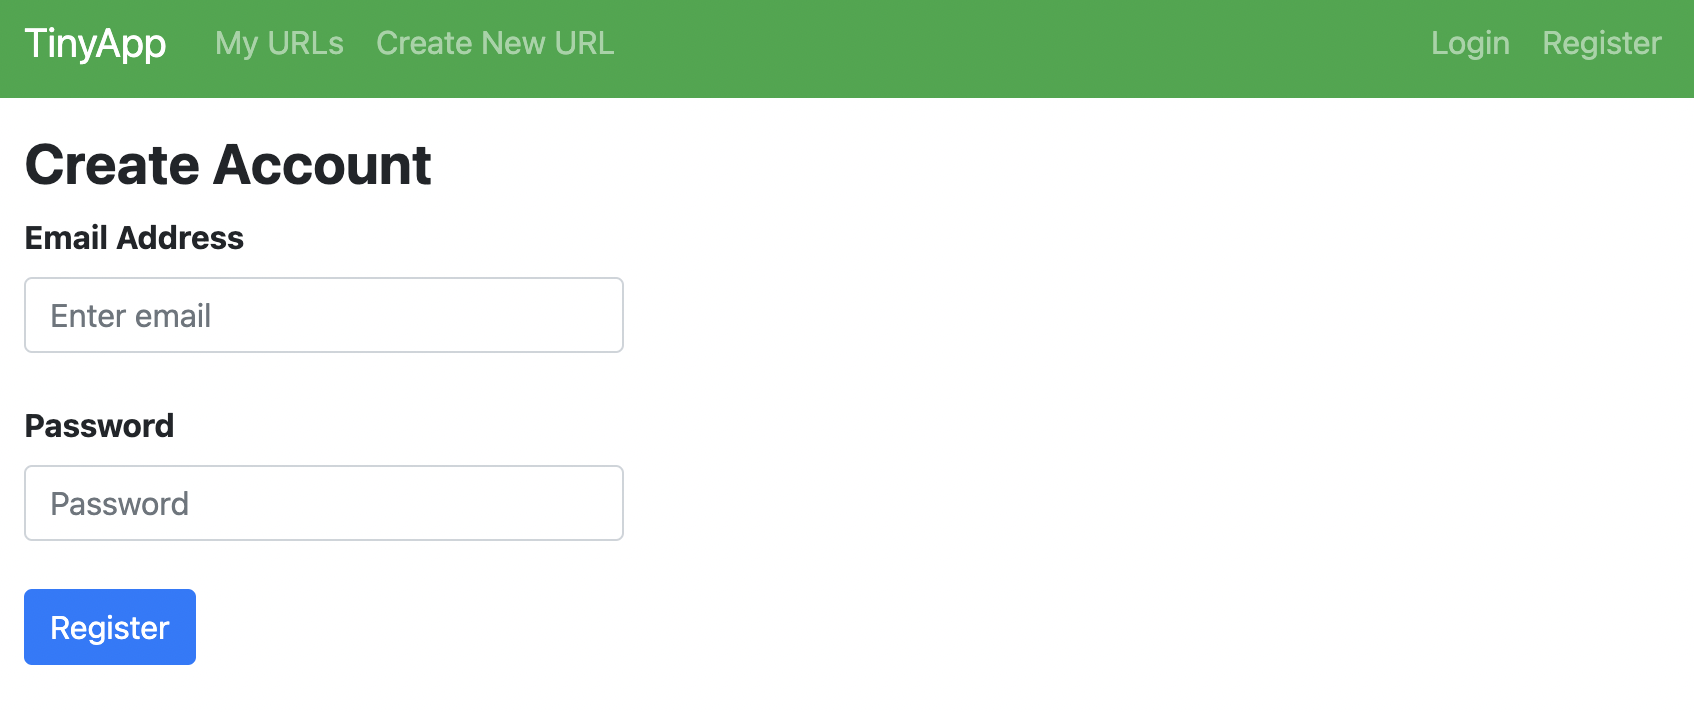 TinyApp My URLs Create New URL Login Register
Create Account
Email Address
Enter email
Password
Password
Register